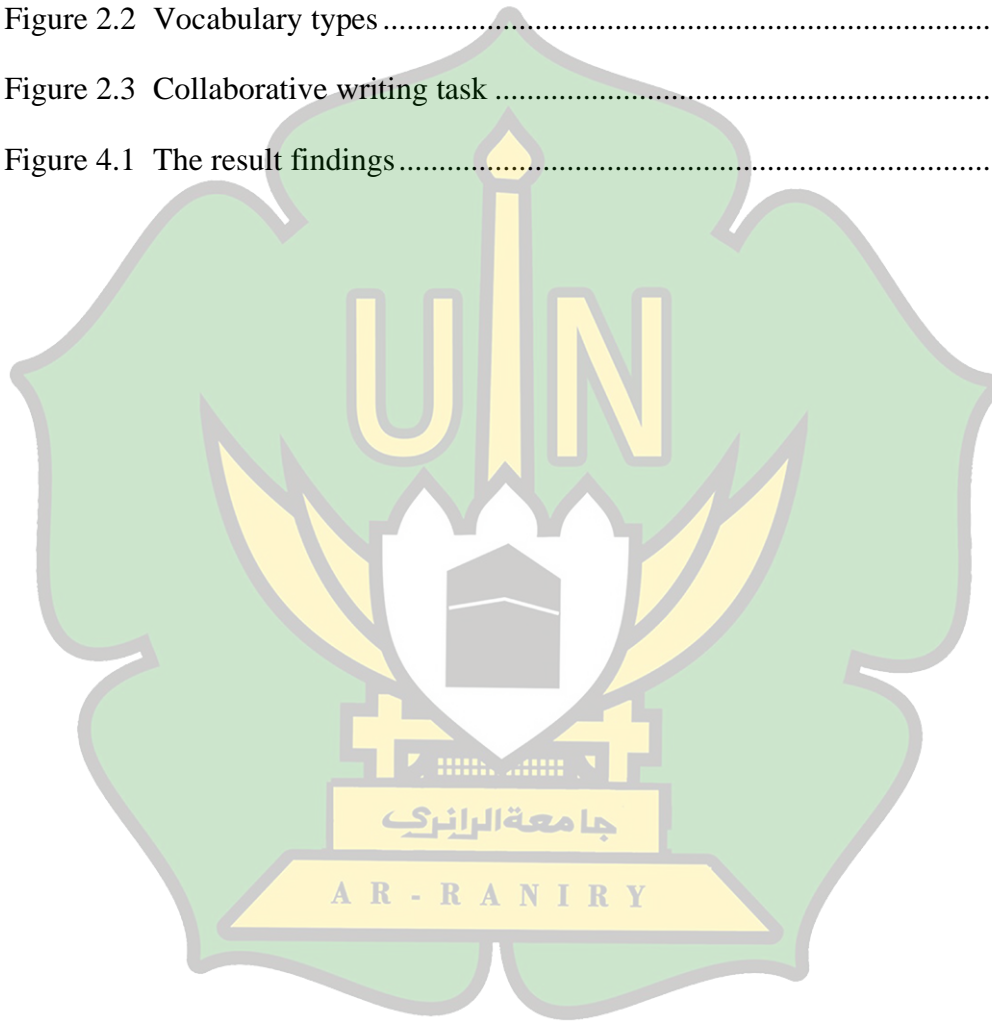 Figure 2.2 Vocabulary types ..............................................................................
Figure 2.3 Collaborative writing task ...............................................................
Figure 4.1 The result findings ...........................................................................
UIN
جامعةالرانري
AR-RANIRY